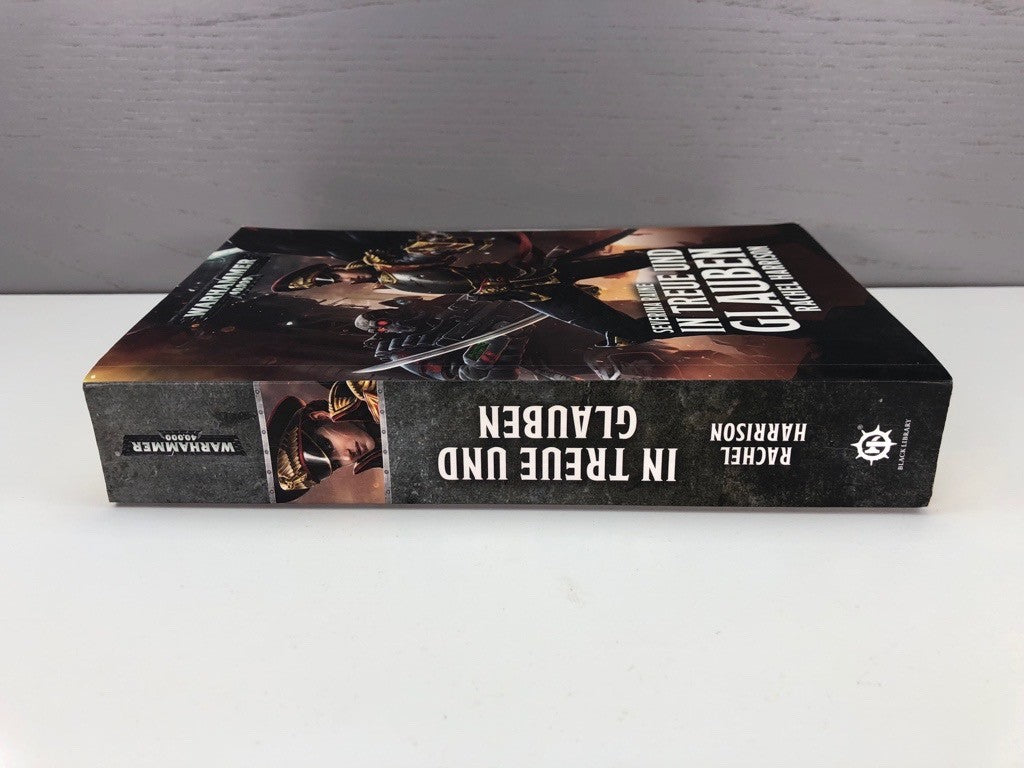 WARHAMMER
40,000
SEVERINA RAINE
IN TREUE UND
GLAUBEN
RACHEL HARRISON
WARHAMMER
40,000
IN TREUE UND
GLAUBEN
RACHEL
HARRISON
BLACK LIBRARY